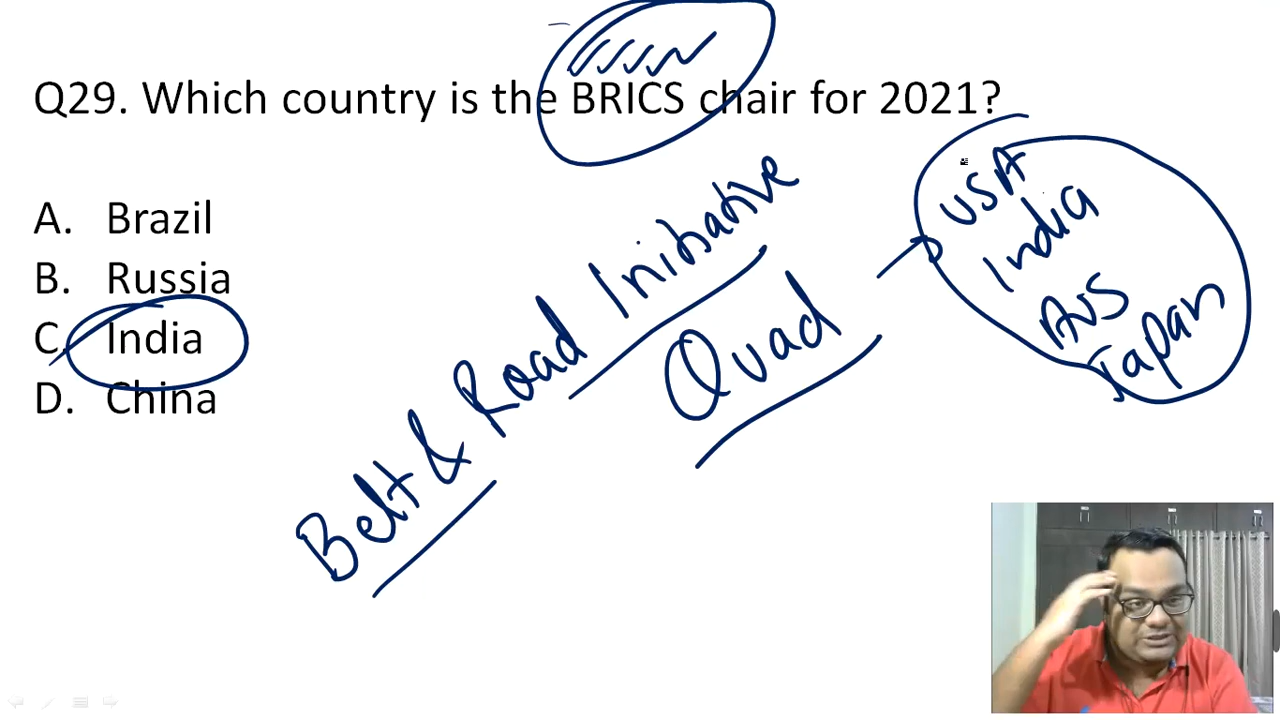 Q29. Which country is the BRICS chair for 2021?
A. Brazil
B. Russia
C. India
D. China
Belt & Road Initiative
Quad
USA
India
AUS
Japan